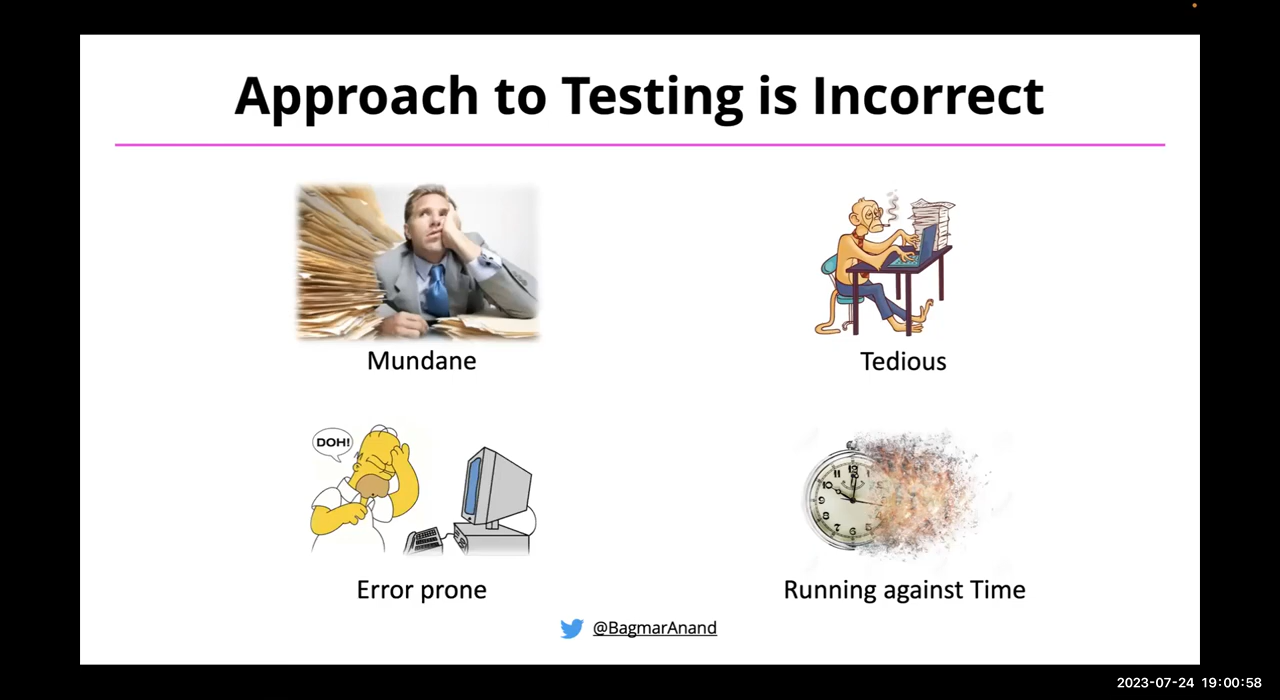 Approach to Testing is Incorrect
Mundane
Tedious
DOH!
Error prone
Running against Time
@BagmarAnand
2023-07-24 19:00:58